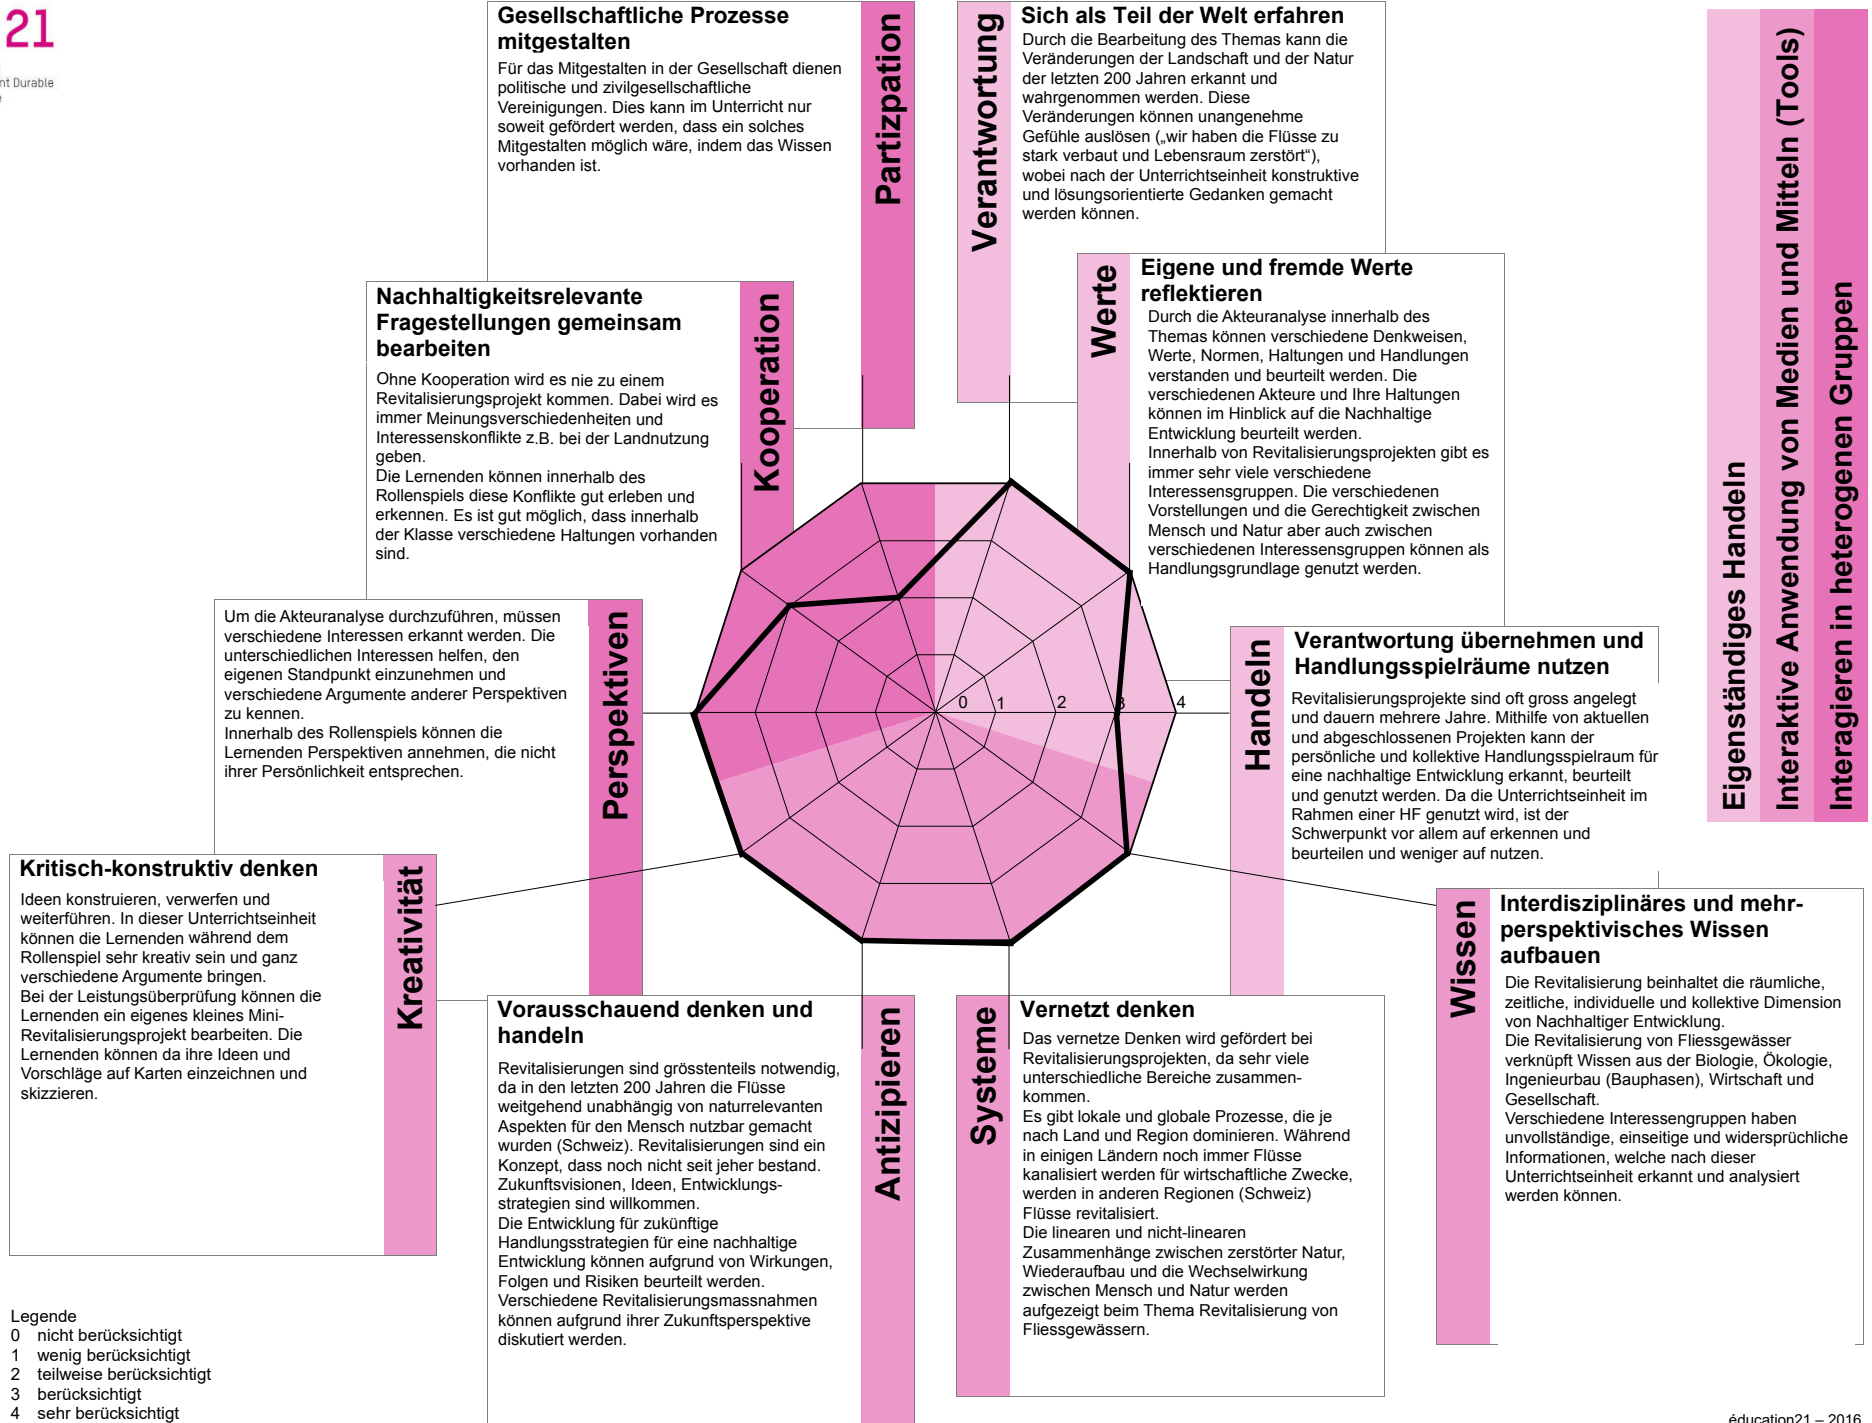 21
nt Durable
Gesellschaftliche Prozesse
mitgestalten
Für das Mitgestalten in der Gesellschaft dienen
politische und zivilgesellschaftliche
Vereinigungen. Dies kann im Unterricht nur
soweit gefördert werden, dass ein solches
Mitgestalten möglich wäre, indem das Wissen
vorhanden ist.
Partizpation
Verantwortung
Sich als Teil der Welt erfahren
Durch die Bearbeitung des Themas kann die
Veränderungen der Landschaft und der Natur
der letzten 200 Jahren erkannt und
wahrgenommen werden. Diese
Veränderungen können unangenehme
Gefühle auslösen („wir haben die Flüsse zu
stark verbaut und Lebensraum zerstört“),
wobei nach der Unterrichtseinheit konstruktive
und lösungsorientierte Gedanken gemacht
werden können.
Nachhaltigkeitsrelevante
Fragestellungen gemeinsam
bearbeiten
Ohne Kooperation wird es nie zu einem
Revitalisierungsprojekt kommen. Dabei wird es
immer Meinungsverschiedenheiten und
Interessenskonflikte z.B. bei der Landnutzung
geben.
Die Lernenden können innerhalb des
Rollenspiels diese Konflikte gut erleben und
erkennen. Es ist gut möglich, dass innerhalb
der Klasse verschiedene Haltungen vorhanden
sind.
Kooperation
Werte
Eigene und fremde Werte
reflektieren
Durch die Akteuranalyse innerhalb des
Themas können verschiedene Denkweisen,
Werte, Normen, Haltungen und Handlungen
verstanden und beurteilt werden. Die
verschiedenen Akteure und Ihre Haltungen
können im Hinblick auf die Nachhaltige
Entwicklung beurteilt werden.
Innerhalb von Revitalisierungsprojekten gibt es
immer sehr viele verschiedene
Interessensgruppen. Die verschiedenen
Vorstellungen und die Gerechtigkeit zwischen
Mensch und Natur aber auch zwischen
verschiedenen Interessensgruppen können als
Handlungsgrundlage genutzt werden.
Eigenständiges Handeln
Interaktive Anwendung von Medien und Mitteln (Tools)
Interagieren in heterogenen Gruppen
Um die Akteuranalyse durchzuführen, müssen
verschiedene Interessen erkannt werden. Die
unterschiedlichen Interessen helfen, den
eigenen Standpunkt einzunehmen und
verschiedene Argumente anderer Perspektiven
zu kennen.
Innerhalb des Rollenspiels können die
Lernenden Perspektiven annehmen, die nicht
ihrer Persönlichkeit entsprechen.
Perspektiven
0 1 2 3 4
Handeln
Verantwortung übernehmen und
Handlungsspielräume nutzen
Revitalisierungsprojekte sind oft gross angelegt
und dauern mehrere Jahre. Mithilfe von aktuellen
und abgeschlossenen Projekten kann der
persönliche und kollektive Handlungsspielraum für
eine nachhaltige Entwicklung erkannt, beurteilt
und genutzt werden. Da die Unterrichtseinheit im
Rahmen einer HF genutzt wird, ist der
Schwerpunkt vor allem auf erkennen und
beurteilen und weniger auf nutzen.
Kritisch-konstruktiv denken
Ideen konstruieren, verwerfen und
weiterführen. In dieser Unterrichtseinheit
können die Lernenden während dem
Rollenspiel sehr kreativ sein und ganz
verschiedene Argumente bringen.
Bei der Leistungsüberprüfung können die
Lernenden ein eigenes kleines Mini-
Revitalisierungsprojekt bearbeiten. Die
Lernenden können da ihre Ideen und
Vorschläge auf Karten einzeichnen und
skizzieren.
Kreativität
Vorausschauend denken und
handeln
Revitalisierungen sind grösstenteils notwendig,
da in den letzten 200 Jahren die Flüsse
weitgehend unabhängig von naturrelevanten
Aspekten für den Mensch nutzbar gemacht
wurden (Schweiz). Revitalisierungen sind ein
Konzept, dass noch nicht seit jeher bestand.
Zukunftsvisionen, Ideen, Entwicklungs-
strategien sind willkommen.
Die Entwicklung für zukünftige
Handlungsstrategien für eine nachhaltige
Entwicklung können aufgrund von Wirkungen,
Folgen und Risiken beurteilt werden.
Verschiedene Revitalisierungsmassnahmen
können aufgrund ihrer Zukunftsperspektive
diskutiert werden.
Antizipieren
Systeme
Vernetzt denken
Das vernetze Denken wird gefördert bei
Revitalisierungsprojekten, da sehr viele
unterschiedliche Bereiche zusammen-
kommen.
Es gibt lokale und globale Prozesse, die je
nach Land und Region dominieren. Während
in einigen Ländern noch immer Flüsse
kanalisiert werden für wirtschaftliche Zwecke,
werden in anderen Regionen (Schweiz)
Flüsse revitalisiert.
Die linearen und nicht-linearen
Zusammenhänge zwischen zerstörter Natur,
Wiederaufbau und die Wechselwirkung
zwischen Mensch und Natur werden
aufgezeigt beim Thema Revitalisierung von
Fliessgewässern.
Wissen
Interdisziplinäres und mehr-
perspektivisches Wissen
aufbauen
Die Revitalisierung beinhaltet die räumliche,
zeitliche, individuelle und kollektive Dimension
von Nachhaltiger Entwicklung.
Die Revitalisierung von Fliessgewässer
verknüpft Wissen aus der Biologie, Ökologie,
Ingenieurbau (Bauphasen), Wirtschaft und
Gesellschaft.
Verschiedene Interessengruppen haben
unvollständige, einseitige und widersprüchliche
Informationen, welche nach dieser
Unterrichtseinheit erkannt und analysiert
werden können.
Legende
0 nicht berücksichtigt
1 wenig berücksichtigt
2 teilweise berücksichtigt
3 berücksichtigt
4 sehr berücksichtigt
éducation21 – 2016